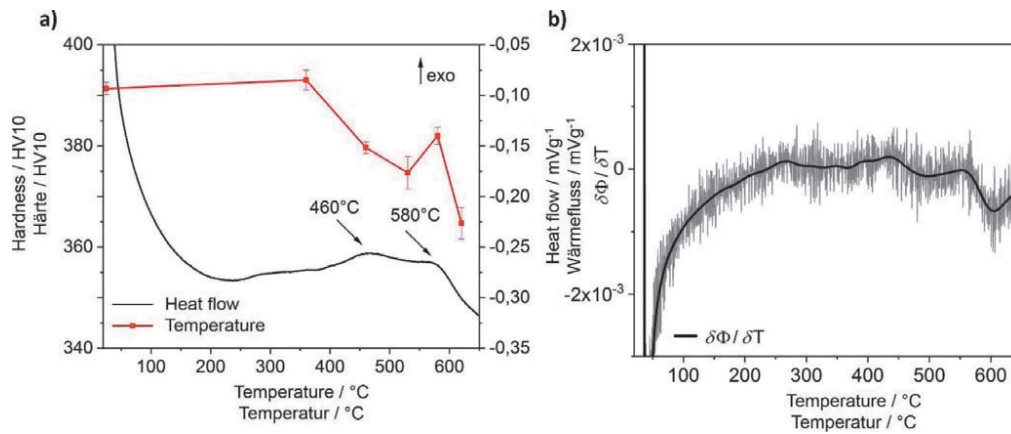 a)
400
380
360
340
Hardness / HV10
Härte / HV10
exo
460°C
580°C
Heat flow
Temperature
-0,05
-0,10
-0,15
-0,20
-0,25
-0,30
-0,35
100 200 300 400 500 600
Temperature / °C
Temperatur / °C
Heat flow / mVg-1
Wärmefluss / mVg-1
b)
2x10-3
0
-2x10-3
δΦ / δT
δΦ / δT
100 200 300 400 500 600
Temperature / °C
Temperatur / °C